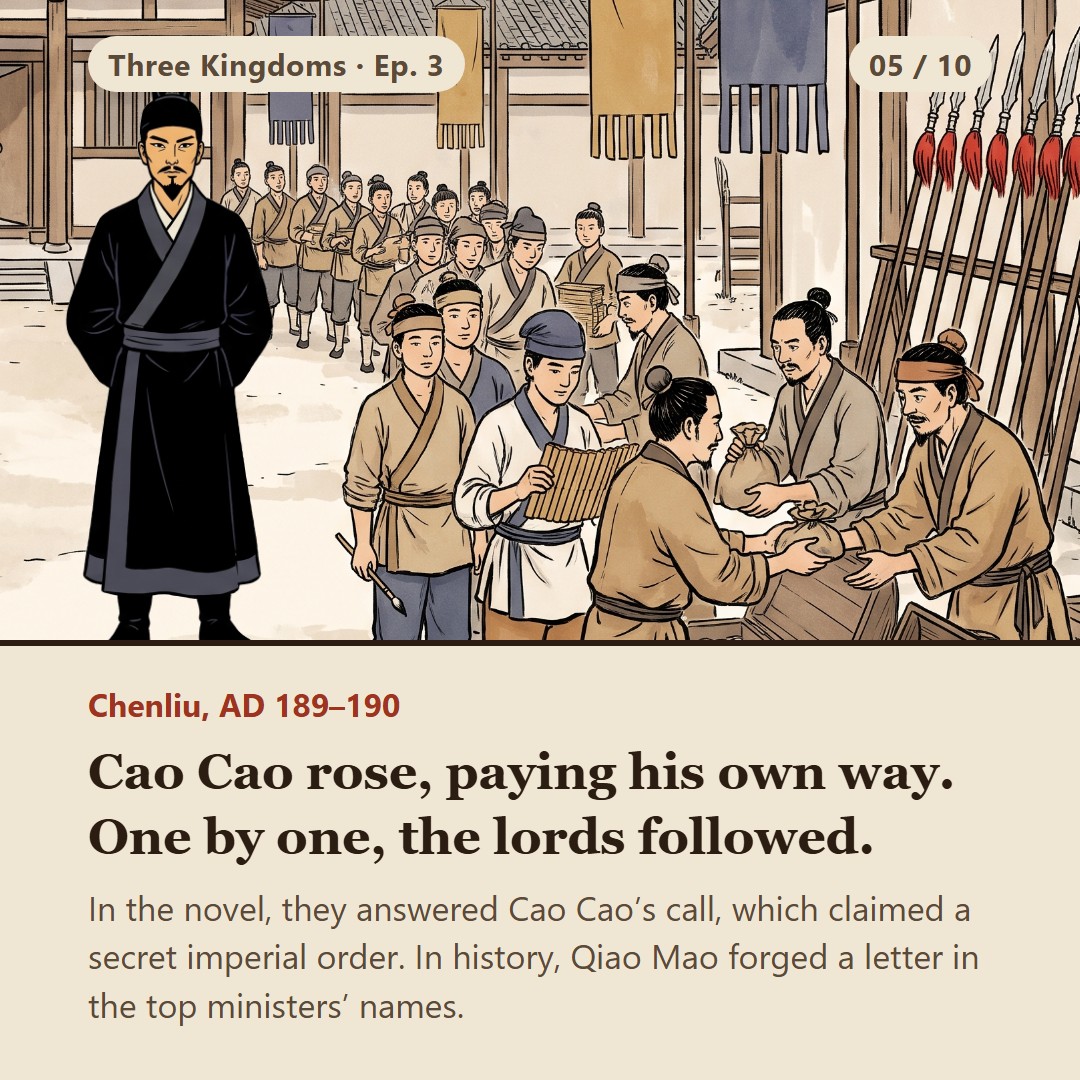 Three Kingdoms · Ep. 3
05 / 10
Chenliu, AD 189–190
Cao Cao rose, paying his own way.
One by one, the lords followed.
In the novel, they answered Cao Cao’s call, which claimed a
secret imperial order. In history, Qiao Mao forged a letter in
the top ministers’ names.